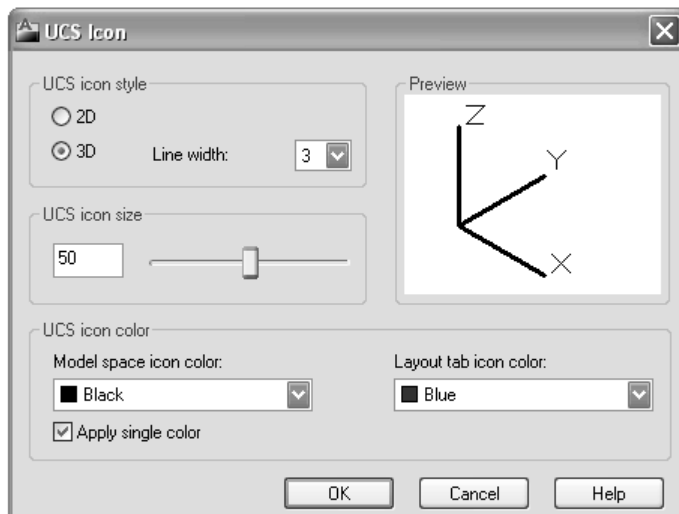 UCS Icon
UCS icon style
2D
3D
Line width:
3
Preview
Z
Y
X
UCS icon size
50
UCS icon color
Model space icon color:
Black
Apply single color
Layout tab icon color:
Blue
OK
Cancel
Help